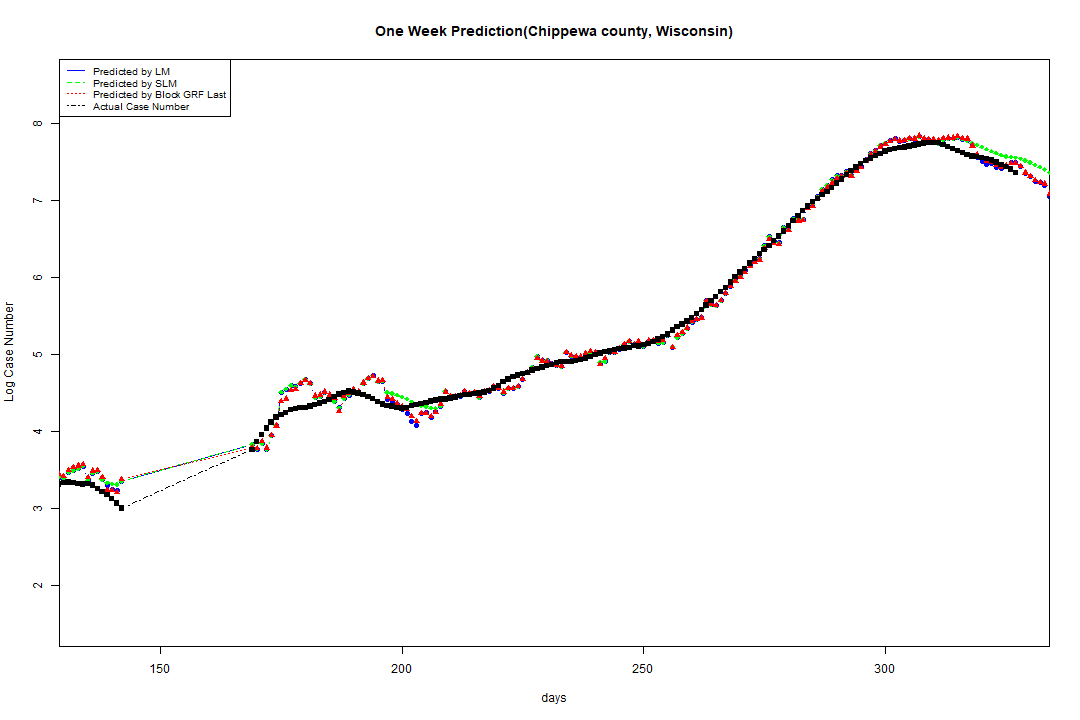 One Week Prediction(Chippewa county, Wisconsin)
Predicted by LM
Predicted by SLM
Predicted by Block GRF Last
Actual Case Number
8
7
6
5
4
3
2
Log Case Number
150 200 250 300
days